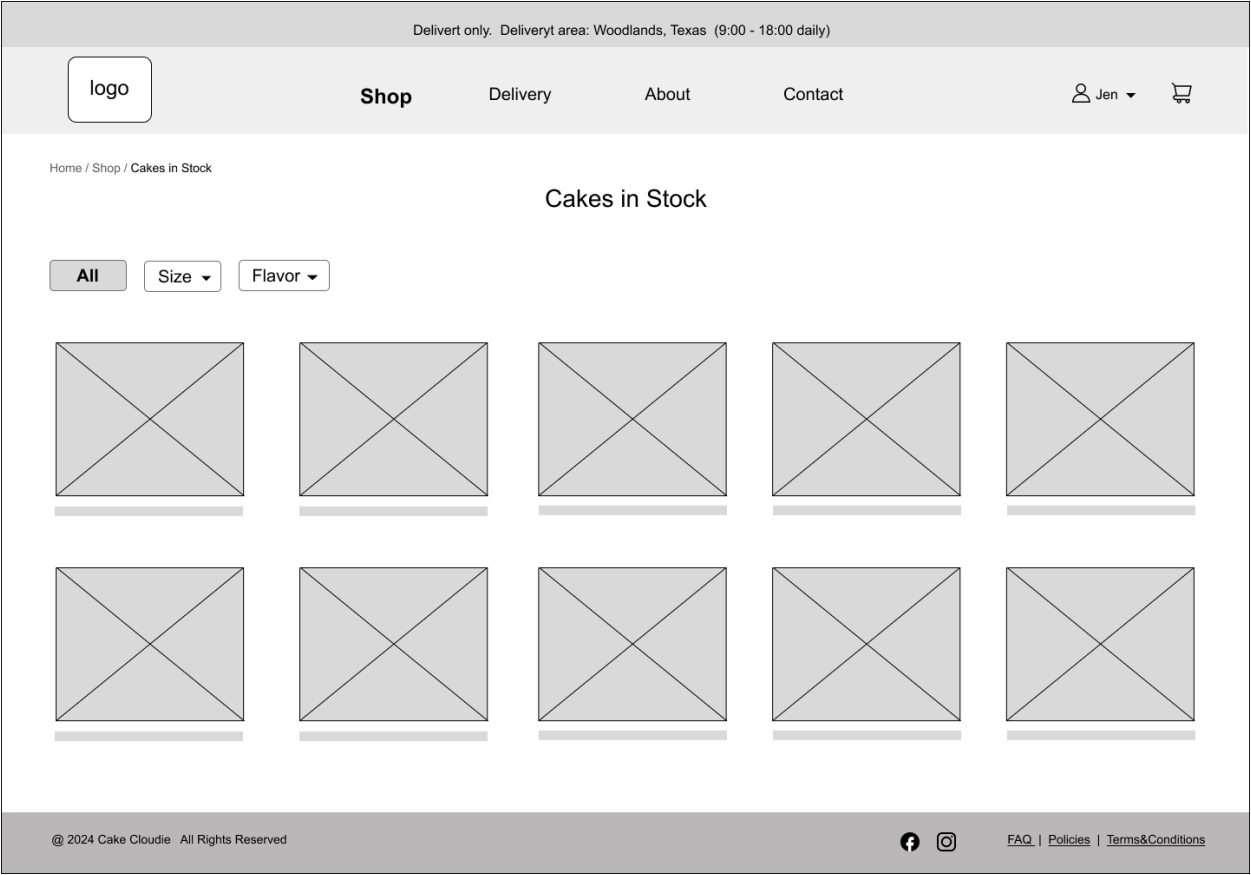 Delivert only.  Deliveryt area: Woodlands, Texas  (9:00 - 18:00 daily)
logo
Shop
Delivery
About
Contact
Jen
Home / Shop / Cakes in Stock
Cakes in Stock
All
Size
Flavor
@ 2024 Cake Cloudie   All Rights Reserved
FAQ  |  Policies  |  Terms&Conditions